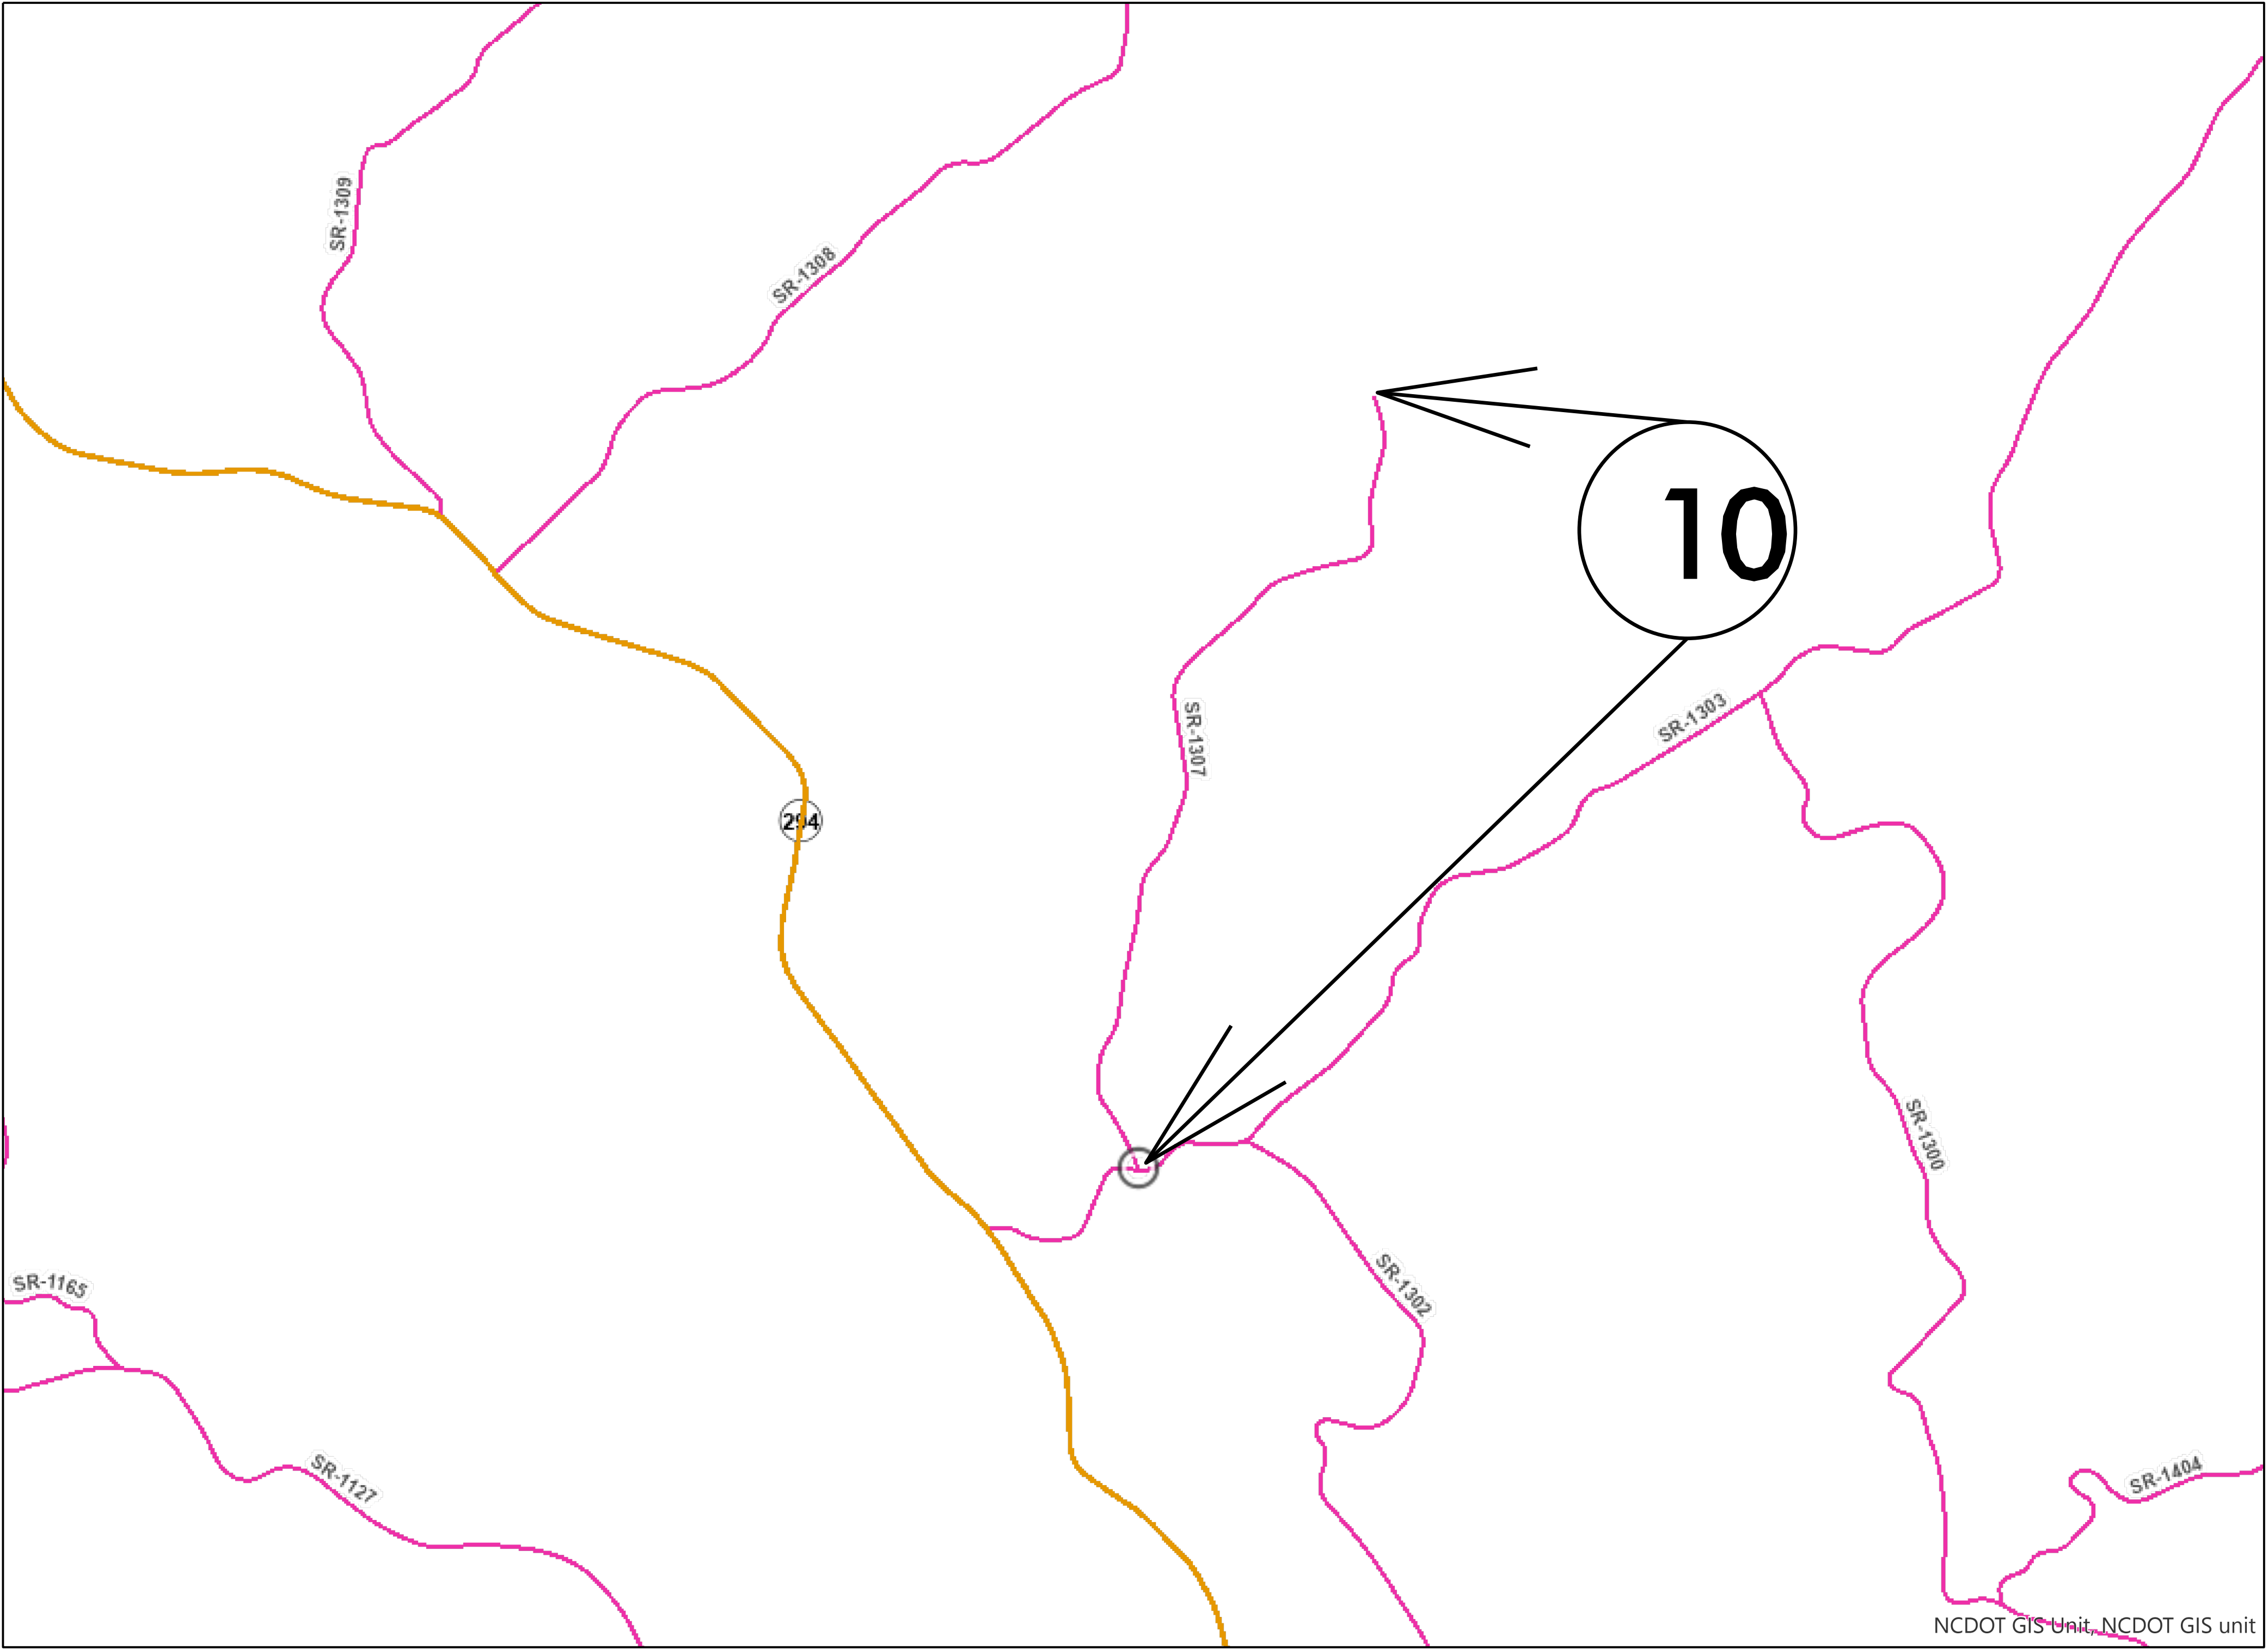 SR-1309
SR-1308
10
SR-1307
SR-1303
294
SR-1300
SR-1165
SR-1302
SR-1127
SR-1404
NCDOT GIS Unit, NCDOT GIS unit